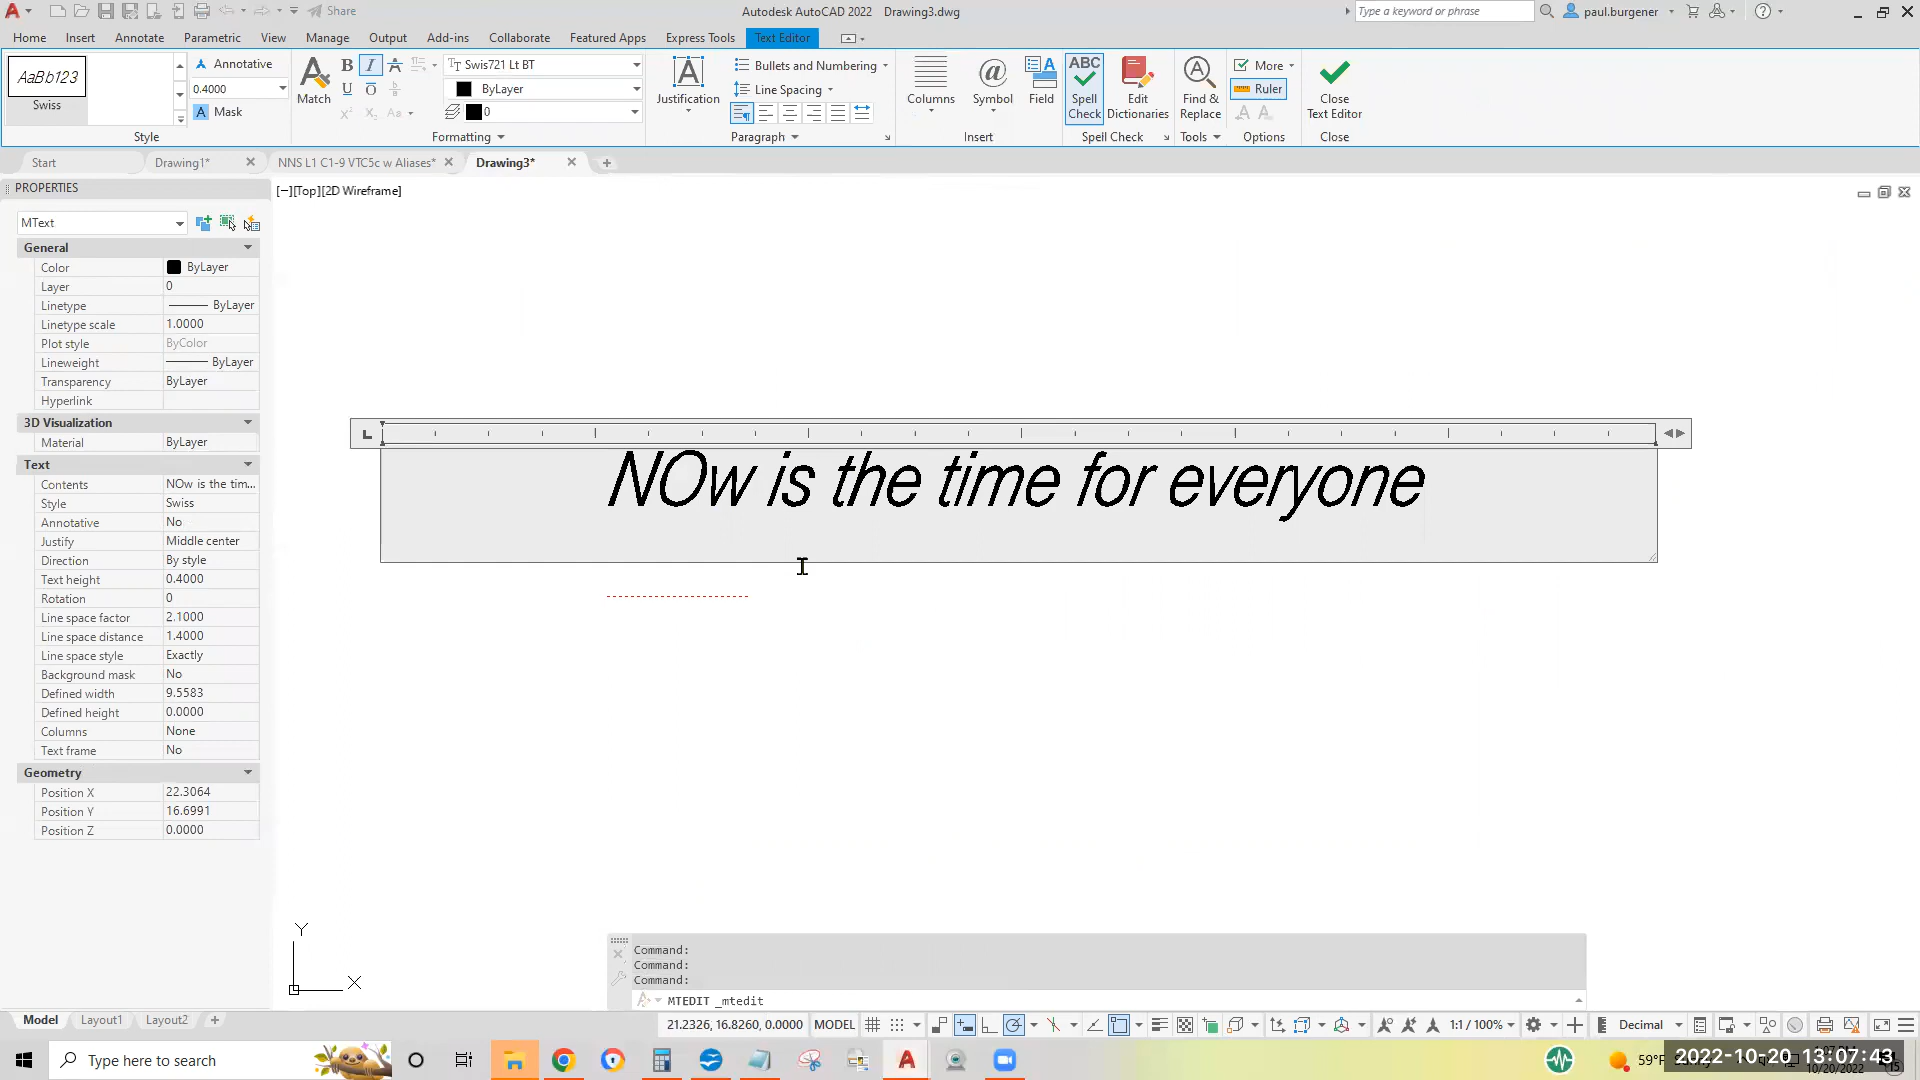 Share
Autodesk AutoCAD 2022 Drawing3.dwg
Type a keyword or phrase
paul.burgener
Home Insert Annotate Parametric View Manage Output Add-ins Collaborate Featured Apps Express Tools Text Editor
AaBb123
Swiss
Annotative
0.4000
Mask
Style
Match
B I
U
Swis721 Lt BT
ByLayer
0
Formatting
Justification
Bullets and Numbering
Line Spacing
Paragraph
Columns
Symbol
Field
Insert
ABC
Spell Check
Edit Dictionaries
Spell Check
Find & Replace
Tools
More
Ruler
Options
Close Text Editor
Close
Start Drawing1* NNS L1 C1-9 VTC5c w Aliases* Drawing3*
PROPERTIES
[−][Top][2D Wireframe]
MText
General
Color ByLayer
Layer 0
Linetype ByLayer
Linetype scale 1.0000
Plot style ByColor
Lineweight ByLayer
Transparency ByLayer
Hyperlink
3D Visualization
Material ByLayer
Text
Contents NOw is the tim...
Style Swiss
Annotative No
Justify Middle center
Direction By style
Text height 0.4000
Rotation 0
Line space factor 2.1000
Line space distance 1.4000
Line space style Exactly
Background mask No
Defined width 9.5583
Defined height 0.0000
Columns None
Text frame No
Geometry
Position X 22.3064
Position Y 16.6991
Position Z 0.0000
NOw is the time for everyone
Y
X
Command:
Command:
Command:
MTEDIT _mtedit
Model Layout1 Layout2
21.2326, 16.8260, 0.0000 MODEL
1:1 / 100%
Decimal
Type here to search
59°F
2022-10-20 13:07:43
10/20/2022